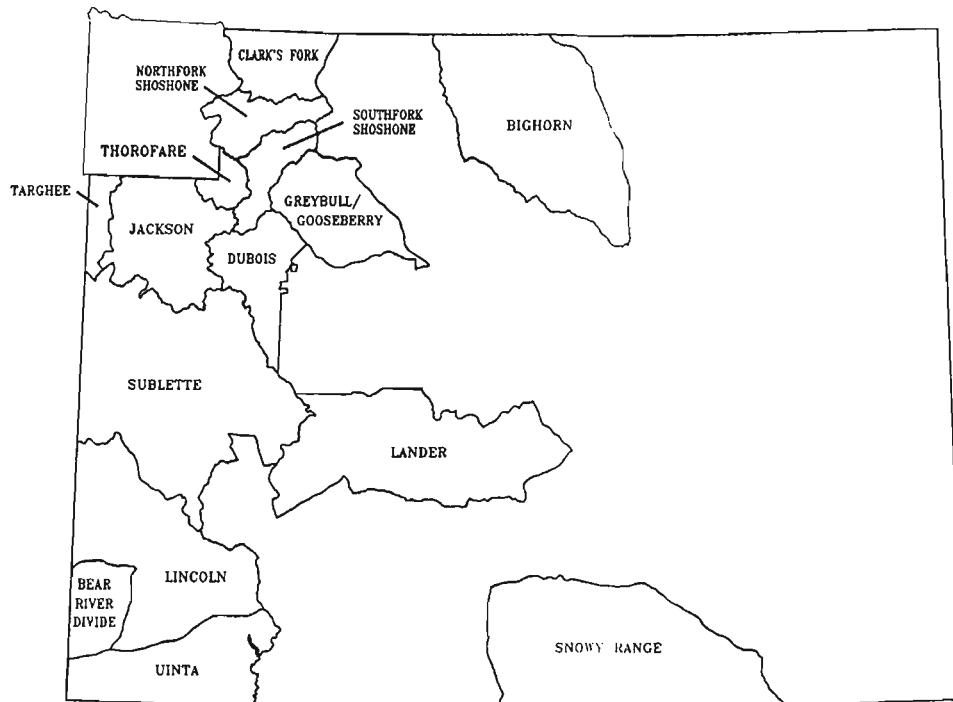 CLARK'S FORK
NORTHFORK
SHOSHONE
SOUTHFORK
SHOSHONE
BIGHORN
THOROFARE
TARGHEE
GREYBULL/
GOOSEBERRY
JACKSON
DUBOIS
SUBLETTE
LANDER
LINCOLN
BEAR
RIVER
DIVIDE
SNOWY RANGE
UINTA